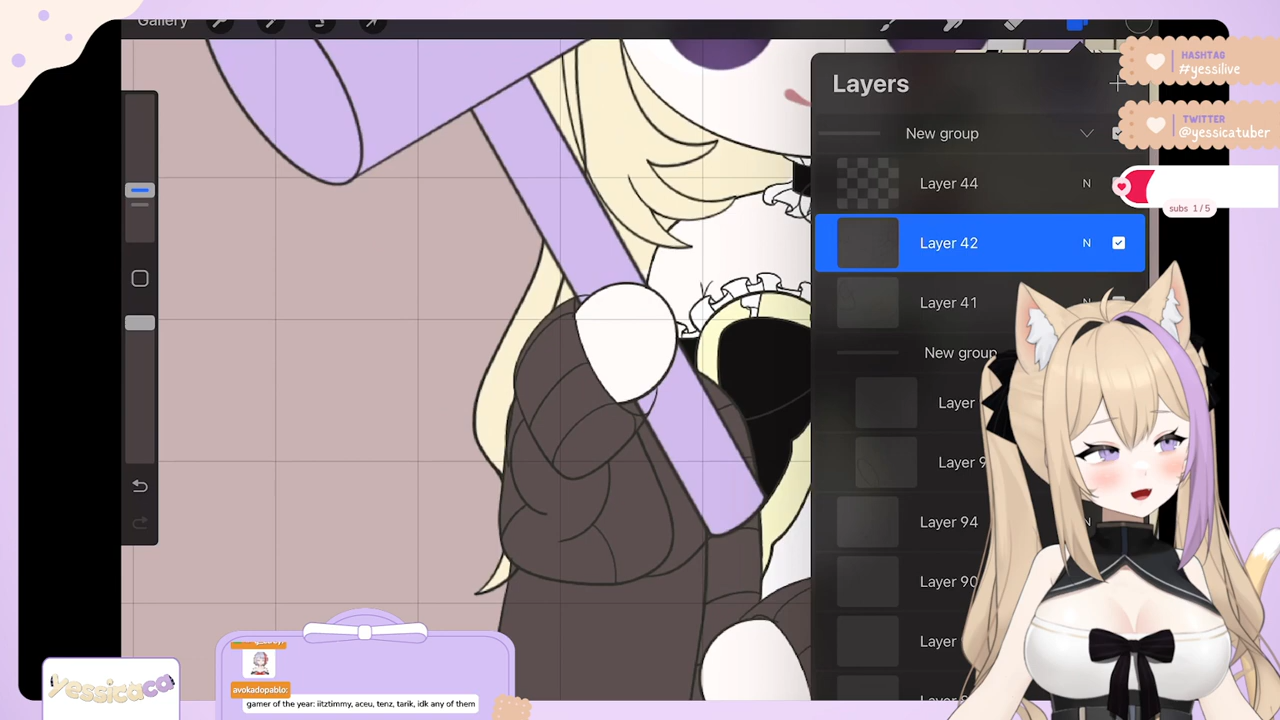 Gallery
Layers
New group
Layer 44
N
Layer 42
N
Layer 41
N
New group
Layer
Layer 9
Layer 94
N
Layer 90
Layer
HASHTAG
#yessilive
TWITTER
@yessicatuber
subs 1/5
yessicaca
avokadopablo:
gamer of the year: iitztimmy, aceu, tenz, tarik, idk any of them